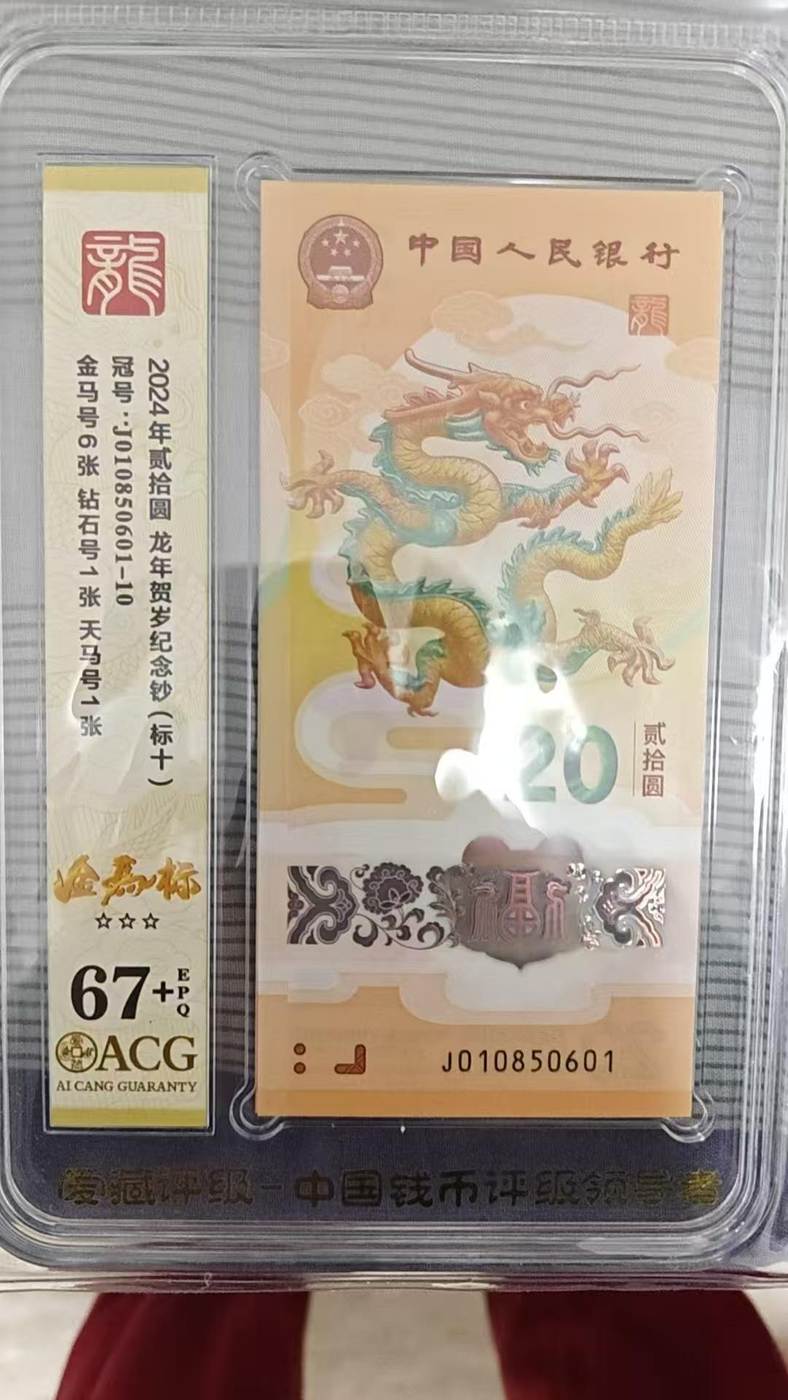 龍
2024年贰拾圆 龙年贺岁纪念钞(标十)
冠号:J010850601-10
金马号6张 钻石号1张 天马号1张
金马标
☆☆☆
67+EPQ
ACG
AI CANG GUARANTY
中国人民银行
龍
20
贰拾圆
福
J010850601
爱藏评级-中国钱币评级领导者